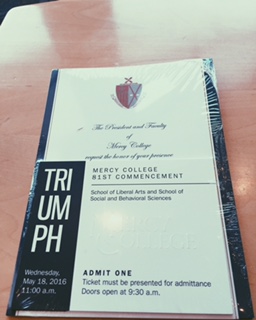 The President and Faculty
of
Mercy College
request the honor of your presence
TRI
UM
PH
MERCY COLLEGE
81ST COMMENCEMENT
School of Liberal Arts and School of
Social and Behavioral Sciences
Wednesday,
May 18, 2016
11:00 a.m.
ADMIT ONE
Ticket must be presented for admittance
Doors open at 9:30 a.m.